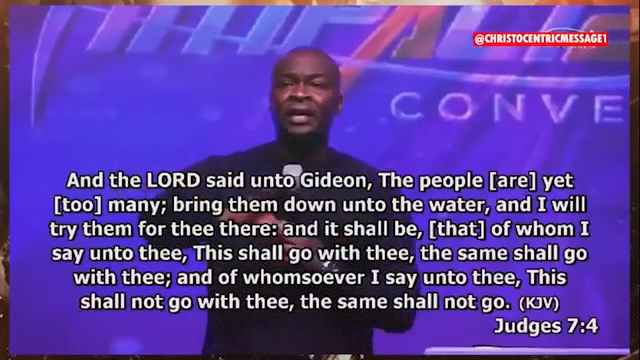 @CHRISTOCENTRICMESSAGE1
CONVE
And the LORD said unto Gideon, The people [are] yet
[too] many; bring them down unto the water, and I will
try them for thee there: and it shall be, [that] of whom I
say unto thee, This shall go with thee, the same shall go
with thee; and of whomsoever I say unto thee, This
shall not go with thee, the same shall not go. (KJV)
Judges 7:4